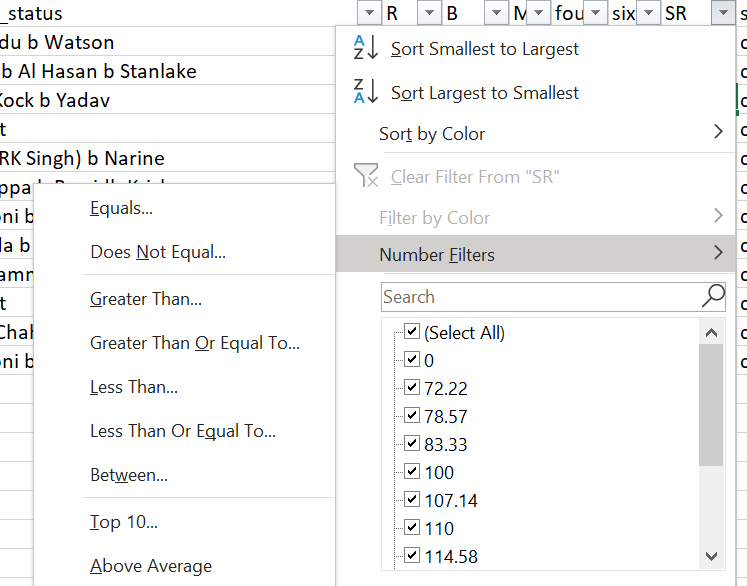 _status R B M fou six SR s
du b Watson
b Al Hasan b Stanlake
Kock b Yadav
t
RK Singh) b Narine
ppa
oni b
la b
amm
t
Chah
oni b
Sort Smallest to Largest
Sort Largest to Smallest
Sort by Color
Clear Filter From "SR"
Filter by Color
Number Filters
Search
(Select All)
0
72.22
78.57
83.33
100
107.14
110
114.58
Equals...
Does Not Equal...
Greater Than...
Greater Than Or Equal To...
Less Than...
Less Than Or Equal To...
Between...
Top 10...
Above Average